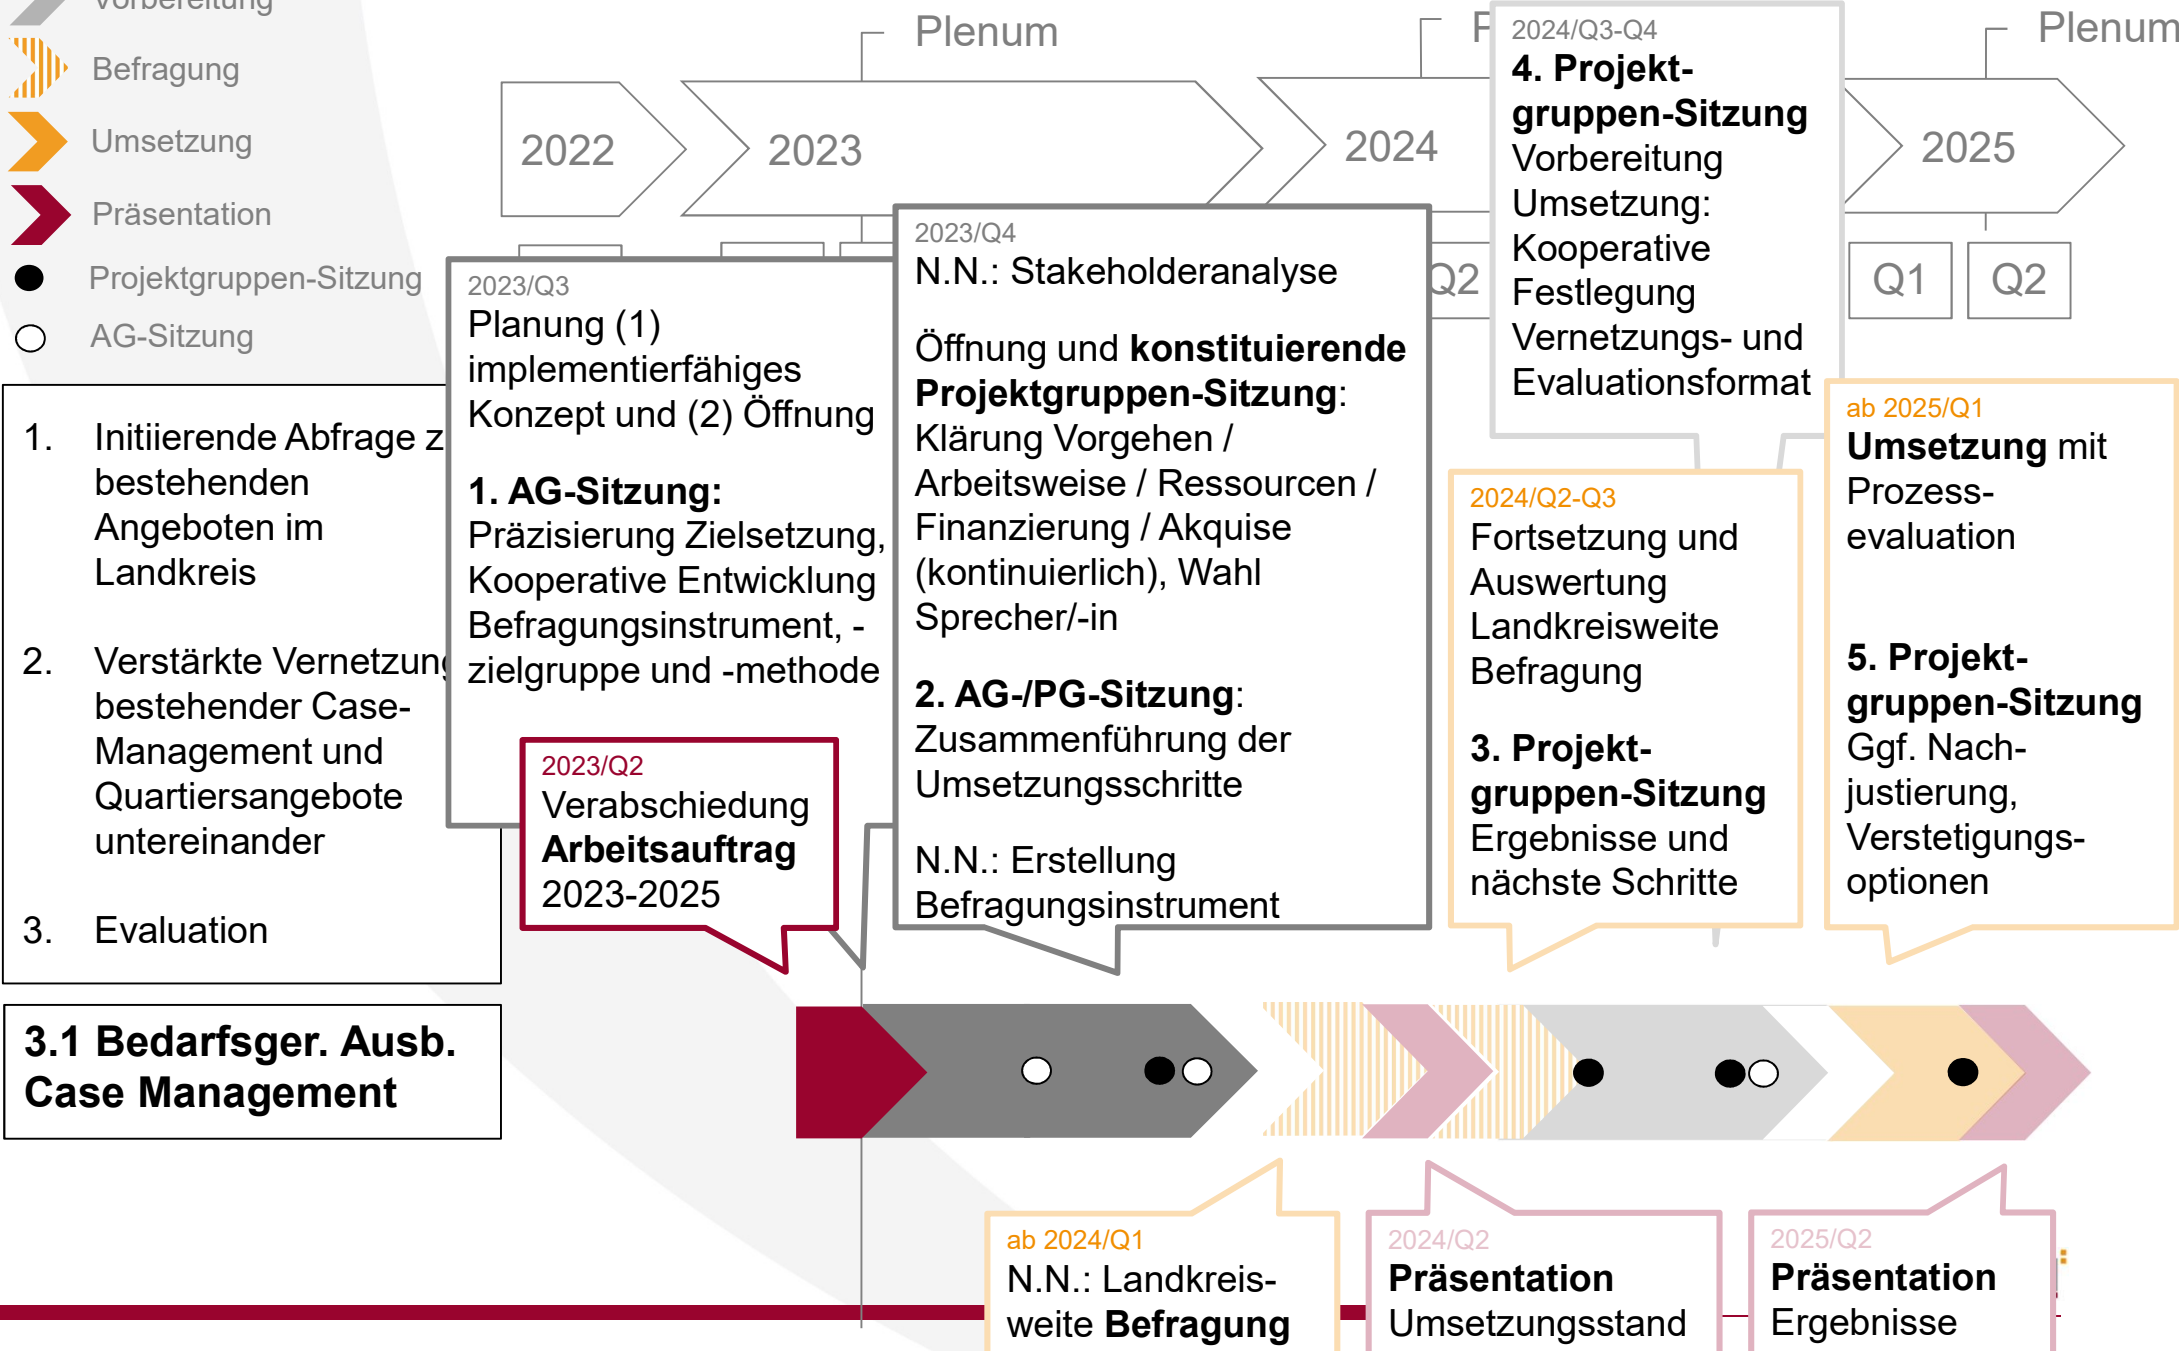 Vorbereitung
Befragung
Umsetzung
Präsentation
Projektgruppen-Sitzung
AG-Sitzung
Plenum
Plenum
2022
2023
2024
2025
Q2
Q1
Q2
1. Initiierende Abfrage z
bestehenden
Angeboten im
Landkreis
2. Verstärkte Vernetzung
bestehender Case-
Management und
Quartiersangebote
untereinander
3. Evaluation
3.1 Bedarfsger. Ausb.
Case Management
2023/Q3
Planung (1)
implementierfähiges
Konzept und (2) Öffnung
1. AG-Sitzung:
Präzisierung Zielsetzung,
Kooperative Entwicklung
Befragungsinstrument, -
zielgruppe und -methode
2023/Q2
Verabschiedung
Arbeitsauftrag
2023-2025
2023/Q4
N.N.: Stakeholderanalyse
Öffnung und konstituierende
Projektgruppen-Sitzung:
Klärung Vorgehen /
Arbeitsweise / Ressourcen /
Finanzierung / Akquise
(kontinuierlich), Wahl
Sprecher/-in
2. AG-/PG-Sitzung:
Zusammenführung der
Umsetzungsschritte
N.N.: Erstellung
Befragungsinstrument
2024/Q3-Q4
4. Projekt-
gruppen-Sitzung
Vorbereitung
Umsetzung:
Kooperative
Festlegung
Vernetzungs- und
Evaluationsformat
2024/Q2-Q3
Fortsetzung und
Auswertung
Landkreisweite
Befragung
3. Projekt-
gruppen-Sitzung
Ergebnisse und
nächste Schritte
ab 2025/Q1
Umsetzung mit
Prozess-
evaluation
5. Projekt-
gruppen-Sitzung
Ggf. Nach-
justierung,
Verstetigungs-
optionen
ab 2024/Q1
N.N.: Landkreis-
weite Befragung
2024/Q2
Präsentation
Umsetzungsstand
2025/Q2
Präsentation
Ergebnisse